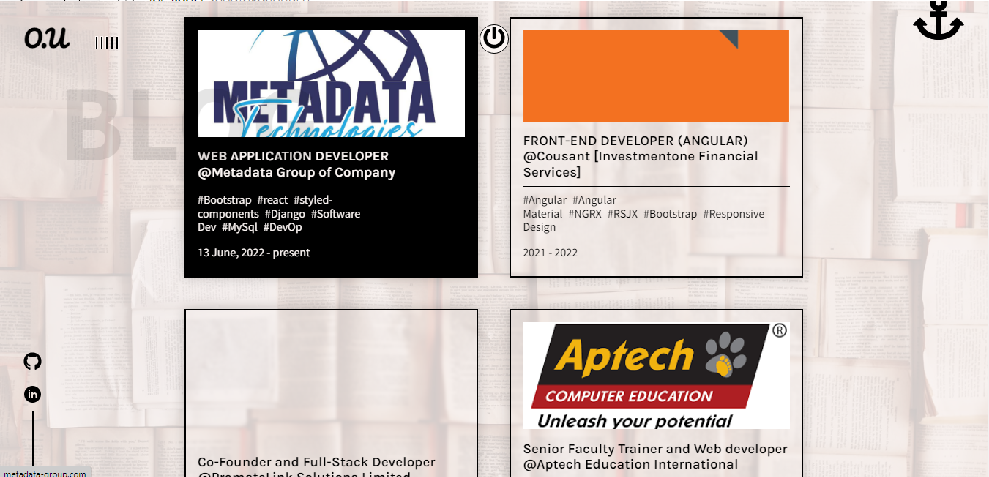 O.U
BL
METADATA
Technologies
WEB APPLICATION DEVELOPER
@Metadata Group of Company
#Bootstrap #react #styled-
components #Django #Software
Dev #MySql #DevOp
13 June, 2022 - present
FRONT-END DEVELOPER (ANGULAR)
@Cousant [Investmentone Financial
Services]
#Angular #Angular
Material #NGRX #RSJX #Bootstrap #Responsive
Design
2021 - 2022
Co-Founder and Full-Stack Developer
@PromoteLink Solutions Limited
Aptech ®
COMPUTER EDUCATION
Unleash your potential
Senior Faculty Trainer and Web developer
@Aptech Education International
in
metadata-group.com